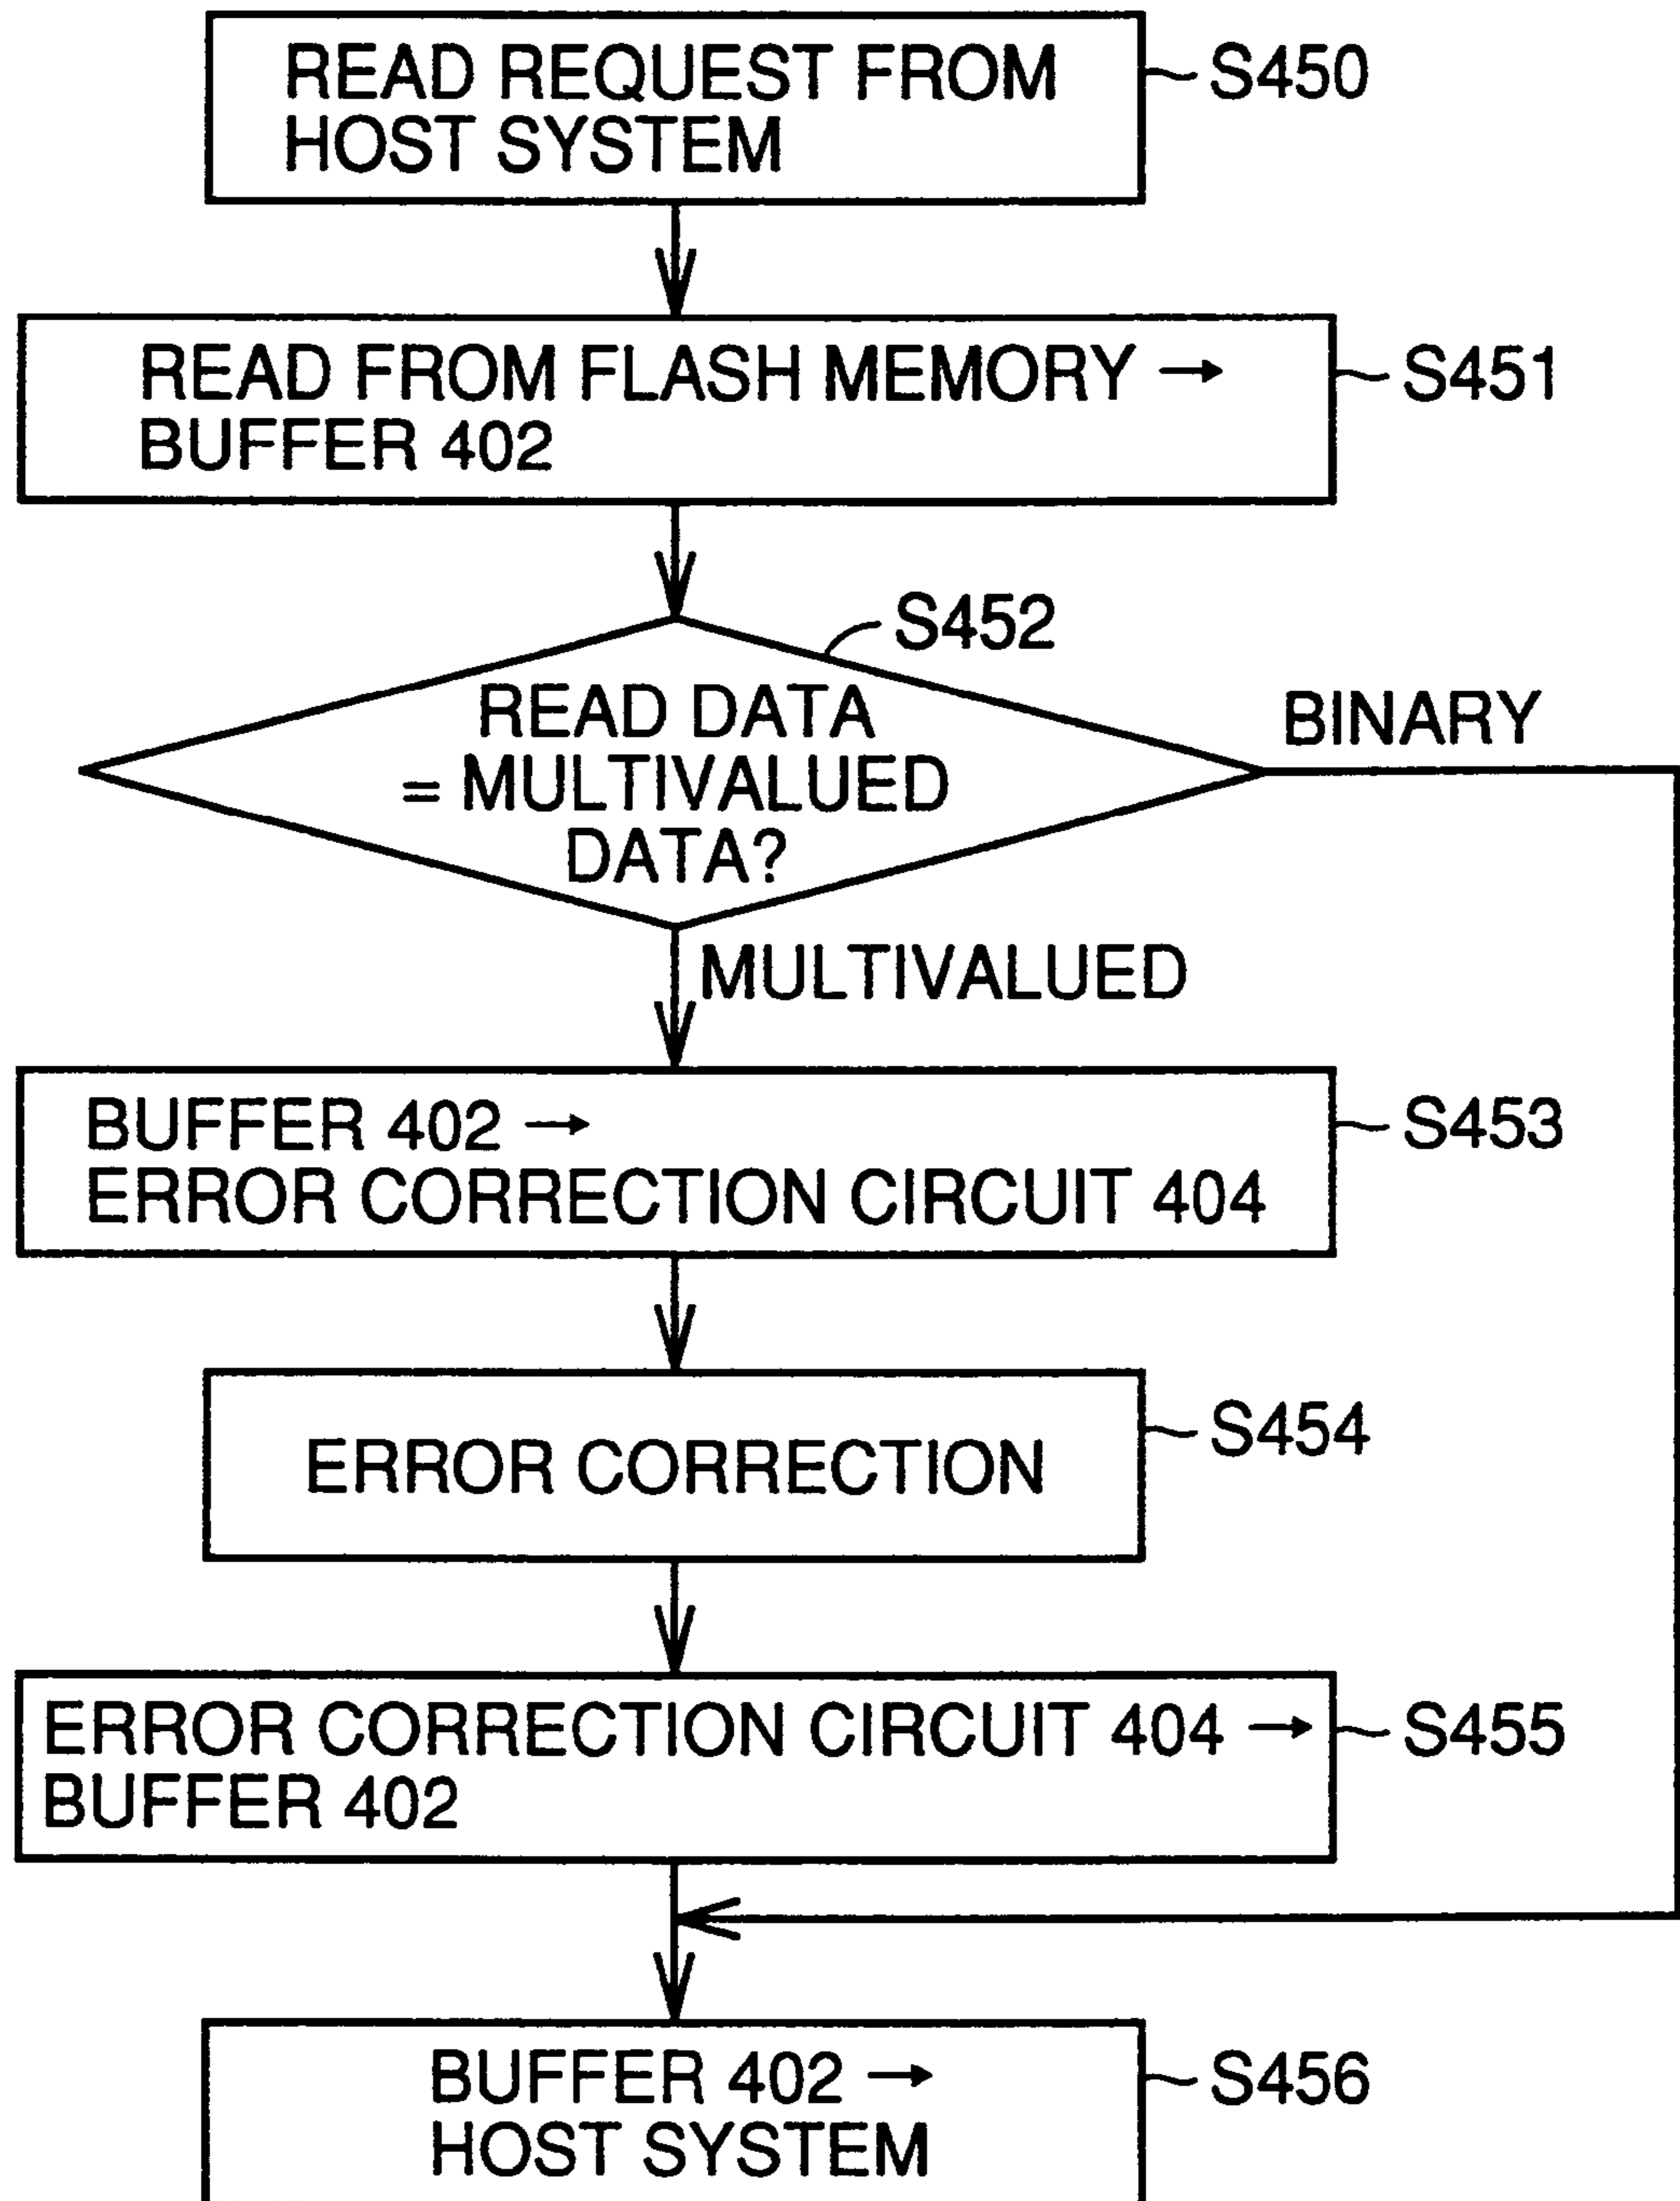 READ REQUEST FROM
HOST SYSTEM
S450
READ FROM FLASH MEMORY →
BUFFER 402
S451
S452
READ DATA
= MULTIVALUED
DATA?
BINARY
MULTIVALUED
BUFFER 402 →
ERROR CORRECTION CIRCUIT 404
S453
ERROR CORRECTION
S454
ERROR CORRECTION CIRCUIT 404 →
BUFFER 402
S455
BUFFER 402 →
HOST SYSTEM
S456